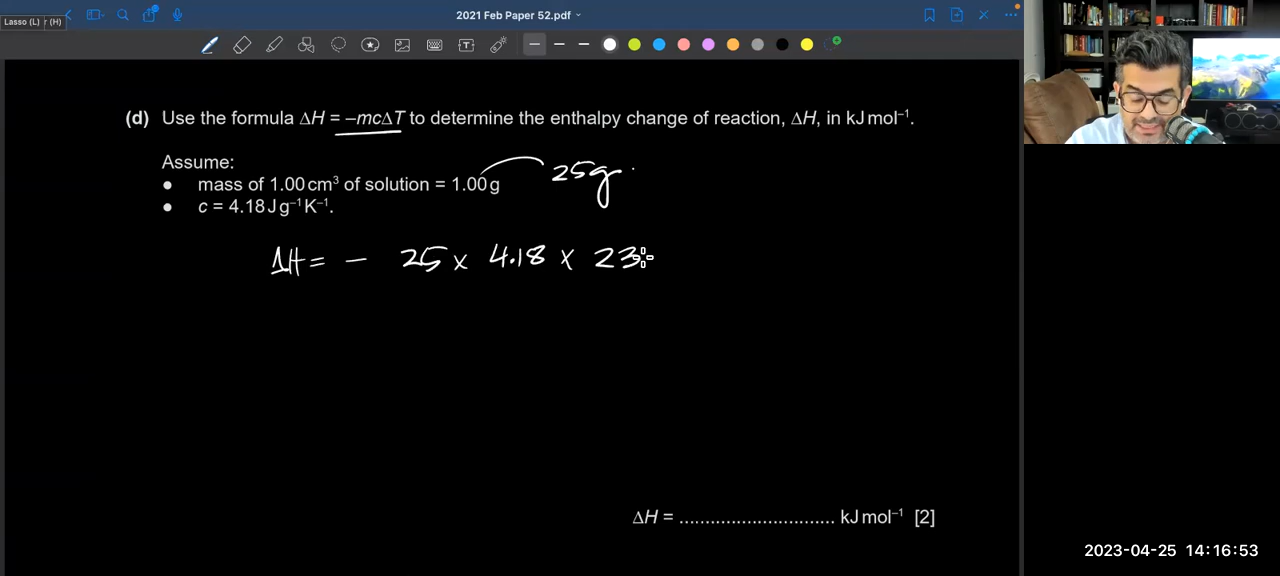 2021 Feb Paper 52.pdf
Lasso (L)
(H)
(d) Use the formula ΔH = –mcΔT to determine the enthalpy change of reaction, ΔH, in kJ mol⁻¹.
Assume:
● mass of 1.00 cm³ of solution = 1.00 g
25g
● c = 4.18 J g⁻¹ K⁻¹.
ΔH = − 25 × 4.18 × 23
ΔH = ............................. kJ mol⁻¹ [2]
2023-04-25 14:16:53